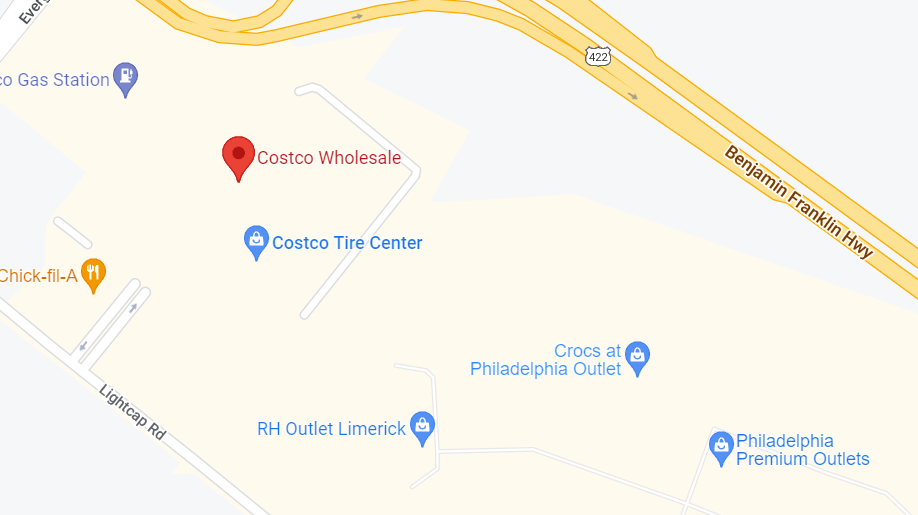 422
co Gas Station
Costco Wholesale
Benjamin Franklin Hwy
Costco Tire Center
Chick-fil-A
Crocs at
Philadelphia Outlet
Lightcap Rd
RH Outlet Limerick
Philadelphia
Premium Outlets